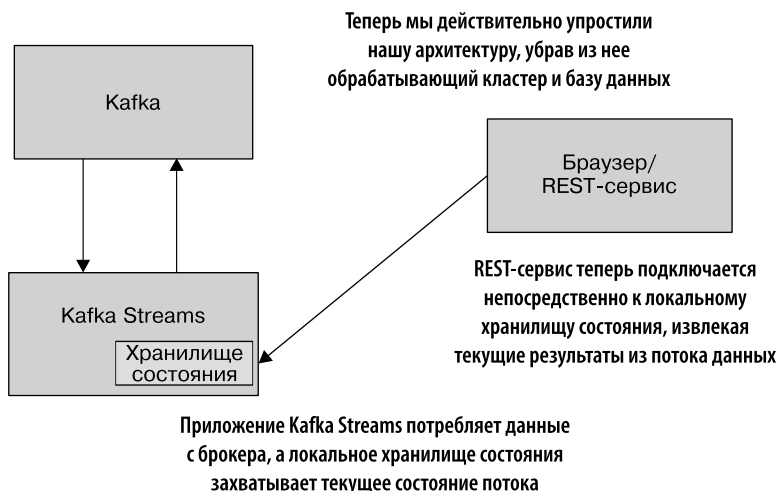 Теперь мы действительно упростили
нашу архитектуру, убрав из нее
обрабатывающий кластер и базу данных
Kafka
Браузер/
REST-сервис
REST-сервис теперь подключается
непосредственно к локальному
хранилищу состояния, извлекая
текущие результаты из потока данных
Kafka Streams
Хранилище
состояния
Приложение Kafka Streams потребляет данные
с брокера, а локальное хранилище состояния
захватывает текущее состояние потока